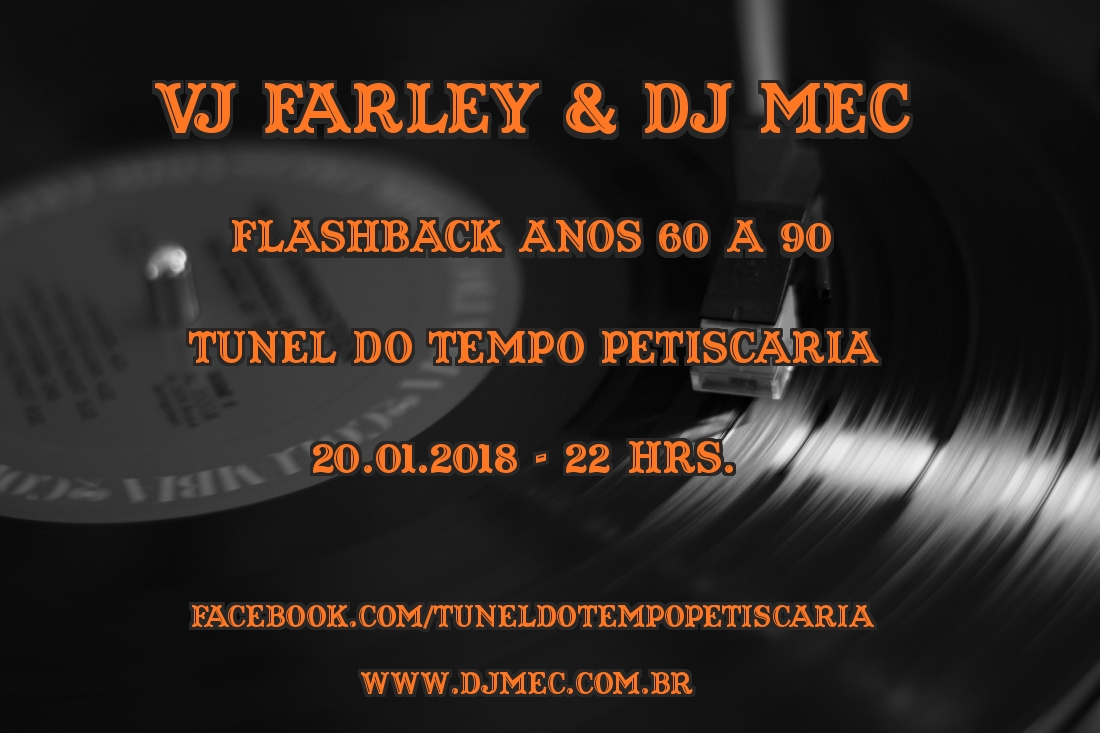 VJ FARLEY & DJ MEC
FLASHBACK ANOS 60 A 90
TUNEL DO TEMPO PETISCARIA
20.01.2018 - 22 HRS.
FACEBOOK.COM/TUNELDOTEMPOPETISCARIA
WWW.DJMEC.COM.BR